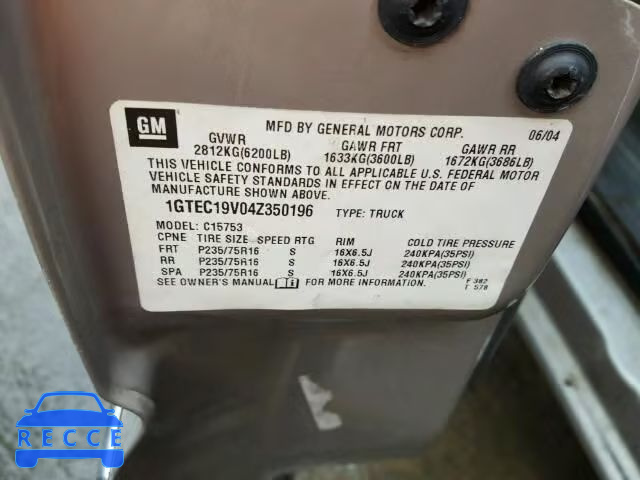 GM
MFD BY GENERAL MOTORS CORP. 06/04
GVWR GAWR FRT GAWR RR
2812KG(6200LB) 1633KG(3600LB) 1672KG(3686LB)
THIS VEHICLE CONFORMS TO ALL APPLICABLE U.S. FEDERAL MOTOR
VEHICLE SAFETY STANDARDS IN EFFECT ON THE DATE OF
MANUFACTURE SHOWN ABOVE.
1GTEC19V04Z350196 TYPE: TRUCK
MODEL: C15753
CPNE TIRE SIZE SPEED RTG RIM COLD TIRE PRESSURE
FRT P235/75R16 S 16X6.5J 240KPA(35PSI)
RR P235/75R16 S 16X6.5J 240KPA(35PSI)
SPA P235/75R16 S 16X6.5J 240KPA(35PSI)
SEE OWNER'S MANUAL FOR MORE INFORMATION.
F 382
T 578
RECCE